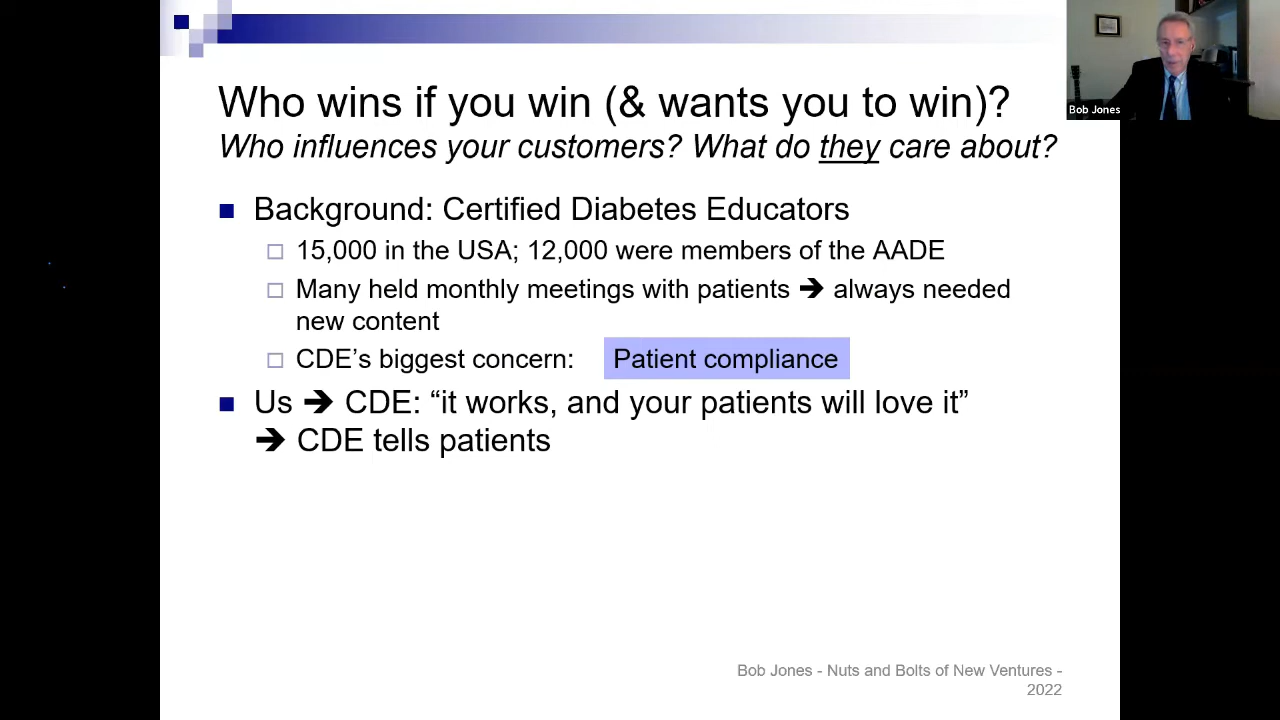 Who wins if you win (& wants you to win)?
Who influences your customers? What do they care about?
Background: Certified Diabetes Educators
15,000 in the USA; 12,000 were members of the AADE
Many held monthly meetings with patients ➔ always needed
new content
CDE’s biggest concern: Patient compliance
Us ➔ CDE: “it works, and your patients will love it”
➔ CDE tells patients
Bob Jones - Nuts and Bolts of New Ventures -
2022
Bob Jones